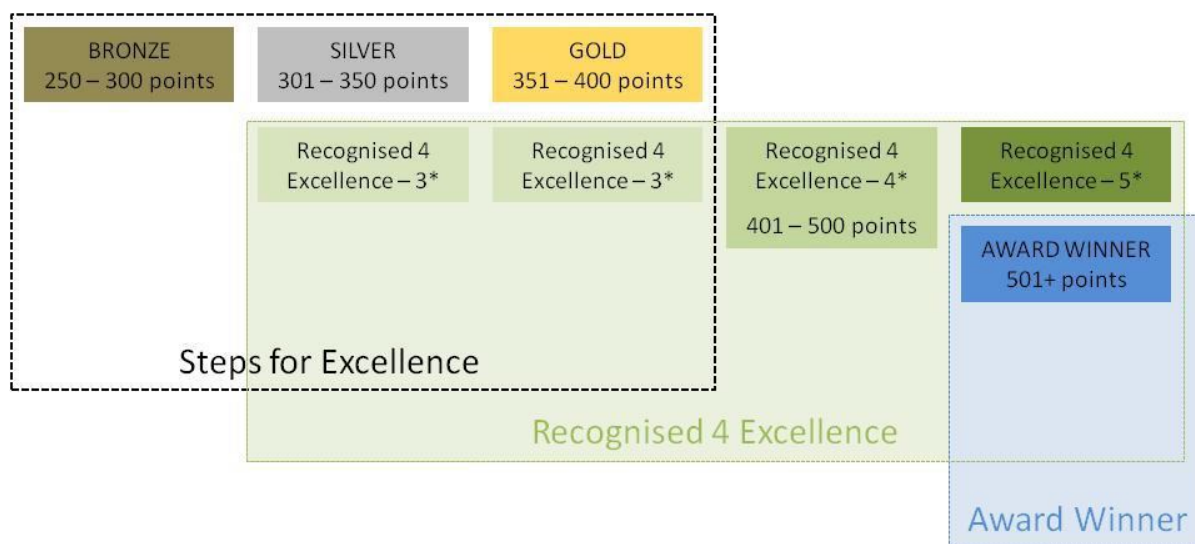 BRONZE
250 – 300 points
SILVER
301 – 350 points
GOLD
351 – 400 points
Recognised 4
Excellence – 3*
Recognised 4
Excellence – 3*
Recognised 4
Excellence – 4*
401 – 500 points
Recognised 4
Excellence – 5*
AWARD WINNER
501+ points
Steps for Excellence
Recognised 4 Excellence
Award Winner